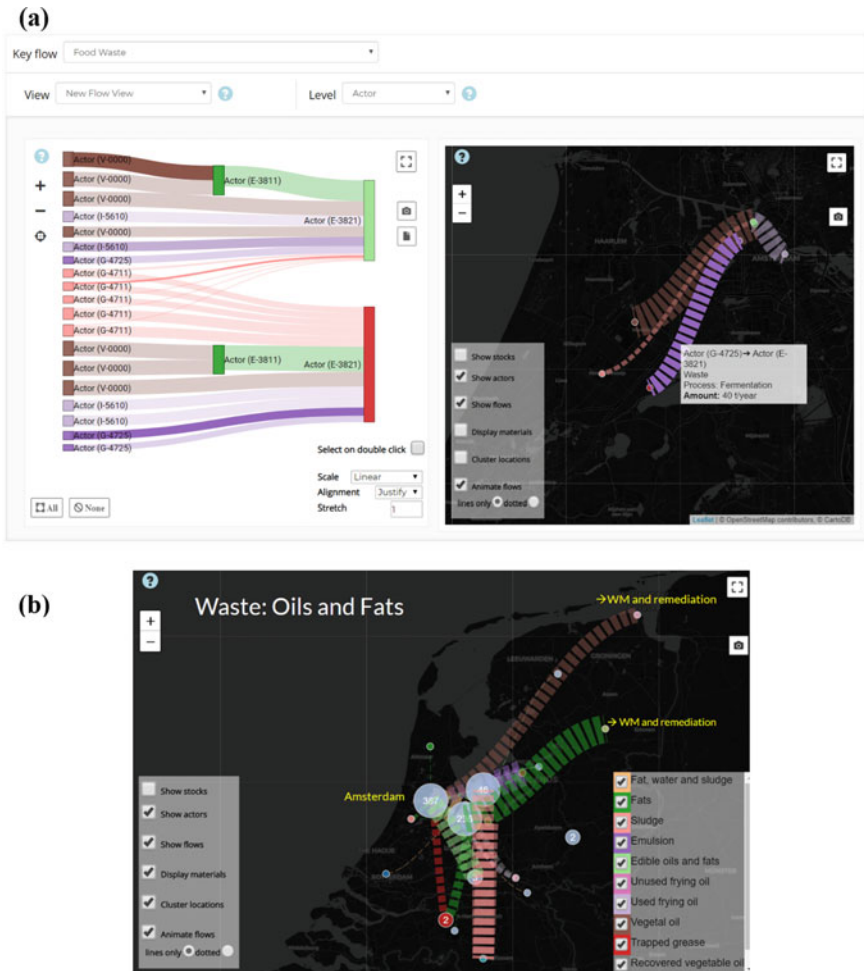 (a)
Key flow Food Waste
View New Flow View Level Actor
Actor (V-0000)
Actor (V-0000)
Actor (E-3811)
Actor (V-0000)
Actor (I-5610)
Actor (E-3821)
Actor (V-0000)
Actor (I-5610)
Actor (G-4725)
Actor (G-4711)
Actor (G-4711)
Actor (G-4711)
Actor (G-4711)
Actor (G-4711)
Actor (V-0000)
Actor (E-3811)
Actor (E-3821)
Actor (V-0000)
Actor (V-0000)
Actor (I-5610)
Actor (I-5610)
Actor (G-4725)
Actor (G-4725)
Select on double click
Scale Linear
Alignment Justify
Stretch 1
All None
+
−
HAARLEM
Show stocks
Show actors
Show flows
Display materials
Cluster locations
Animate flows
lines only dotted
Actor (G-4725)→ Actor (E-
3821)
Waste
Process: Fermentation
Amount: 40 t/year
Leaflet | © OpenStreetMap contributors, © CartoDB
(b)
+
−
Waste: Oils and Fats
→WM and remediation
LEEUWARDEN
GRONINGEN
→WM and remediation
Amsterdam
387
46
2
2
Show stocks
Show actors
Show flows
Display materials
Cluster locations
Animate flows
lines only dotted
Fat, water and sludge
Fats
Sludge
Emulsion
Edible oils and fats
Unused frying oil
Used frying oil
Vegetal oil
Trapped grease
Recovered vegetable oil